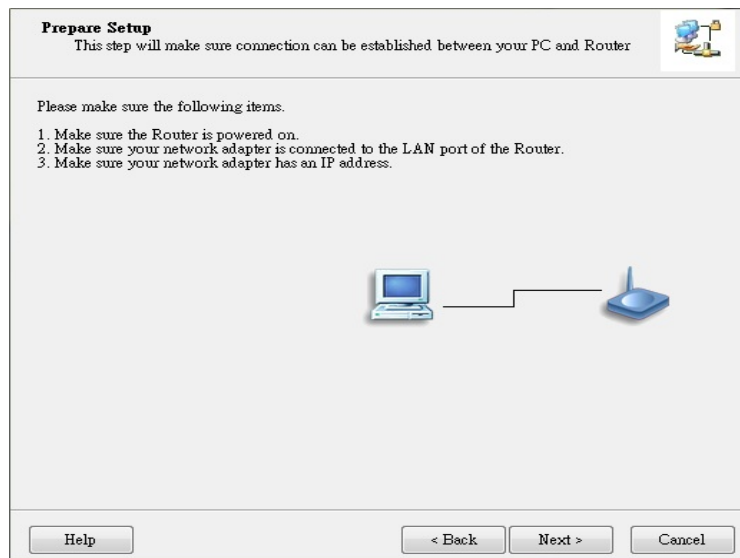 Prepare Setup
This step will make sure connection can be established between your PC and Router
Please make sure the following items.
1. Make sure the Router is powered on.
2. Make sure your network adapter is connected to the LAN port of the Router.
3. Make sure your network adapter has an IP address.
Help
< Back
Next >
Cancel